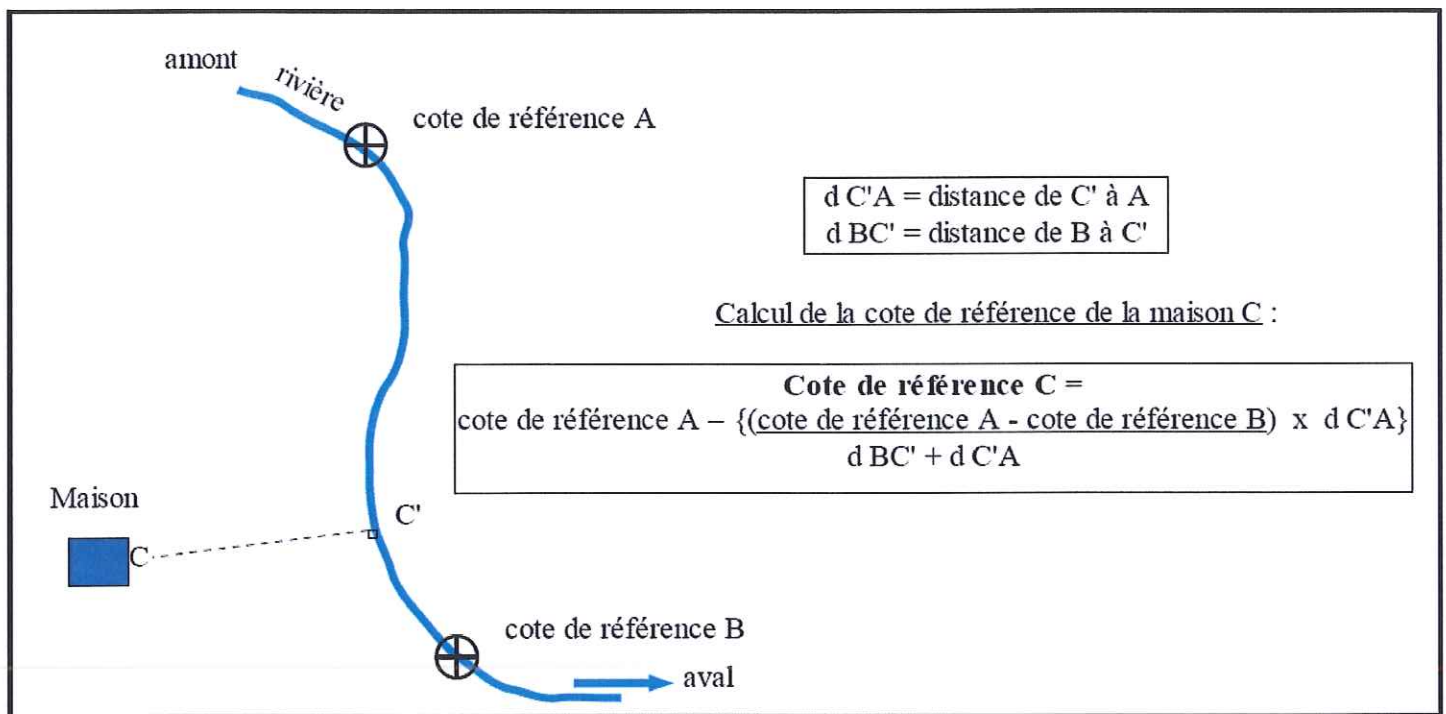 amont
rivière
cote de référence A
d C'A = distance de C' à A
d BC' = distance de B à C'
Calcul de la cote de référence de la maison C :
Cote de référence C =
cote de référence A – {(cote de référence A - cote de référence B) x d C'A}
d BC' + d C'A
Maison
C
C'
cote de référence B
aval